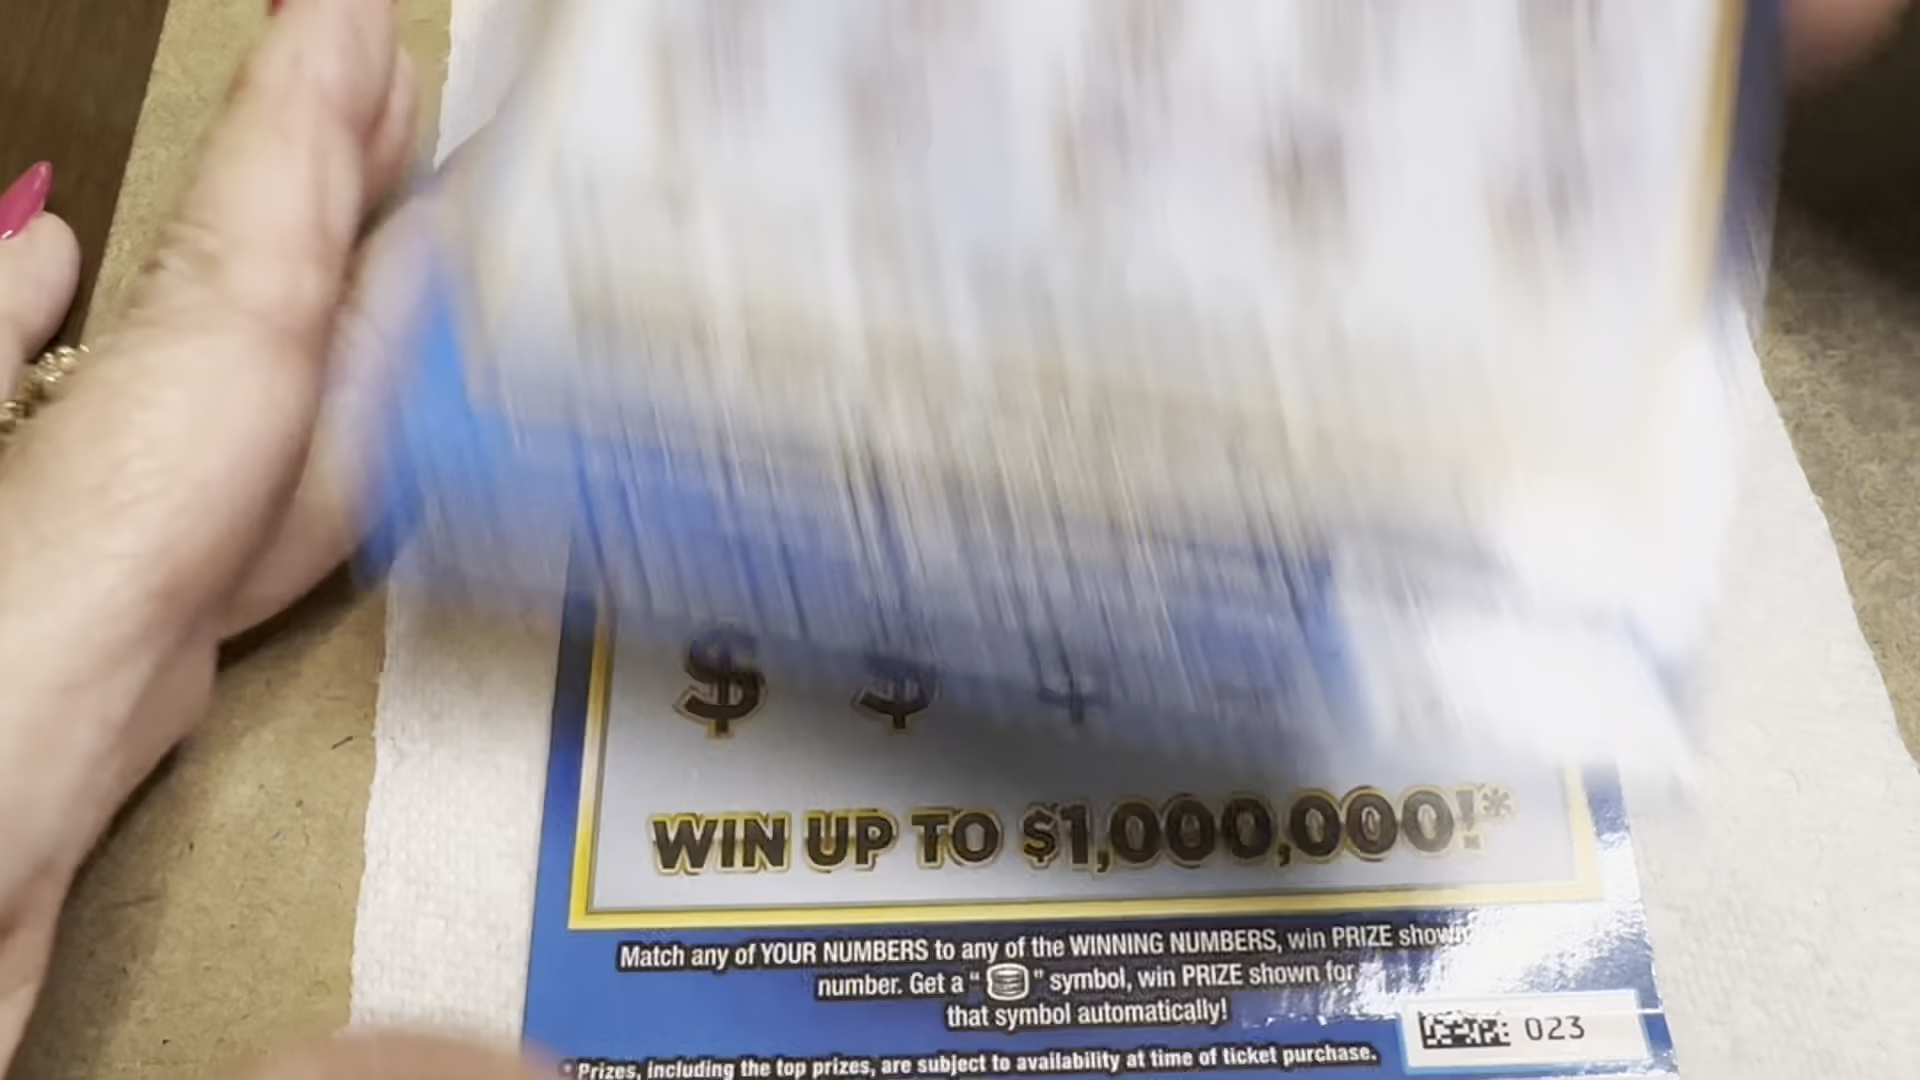 $ $
WIN UP TO $1,000,000!*
Match any of YOUR NUMBERS to any of the WINNING NUMBERS, win PRIZE shown
number. Get a " " symbol, win PRIZE shown for
that symbol automatically!
023
* Prizes, including the top prizes, are subject to availability at time of ticket purchase.